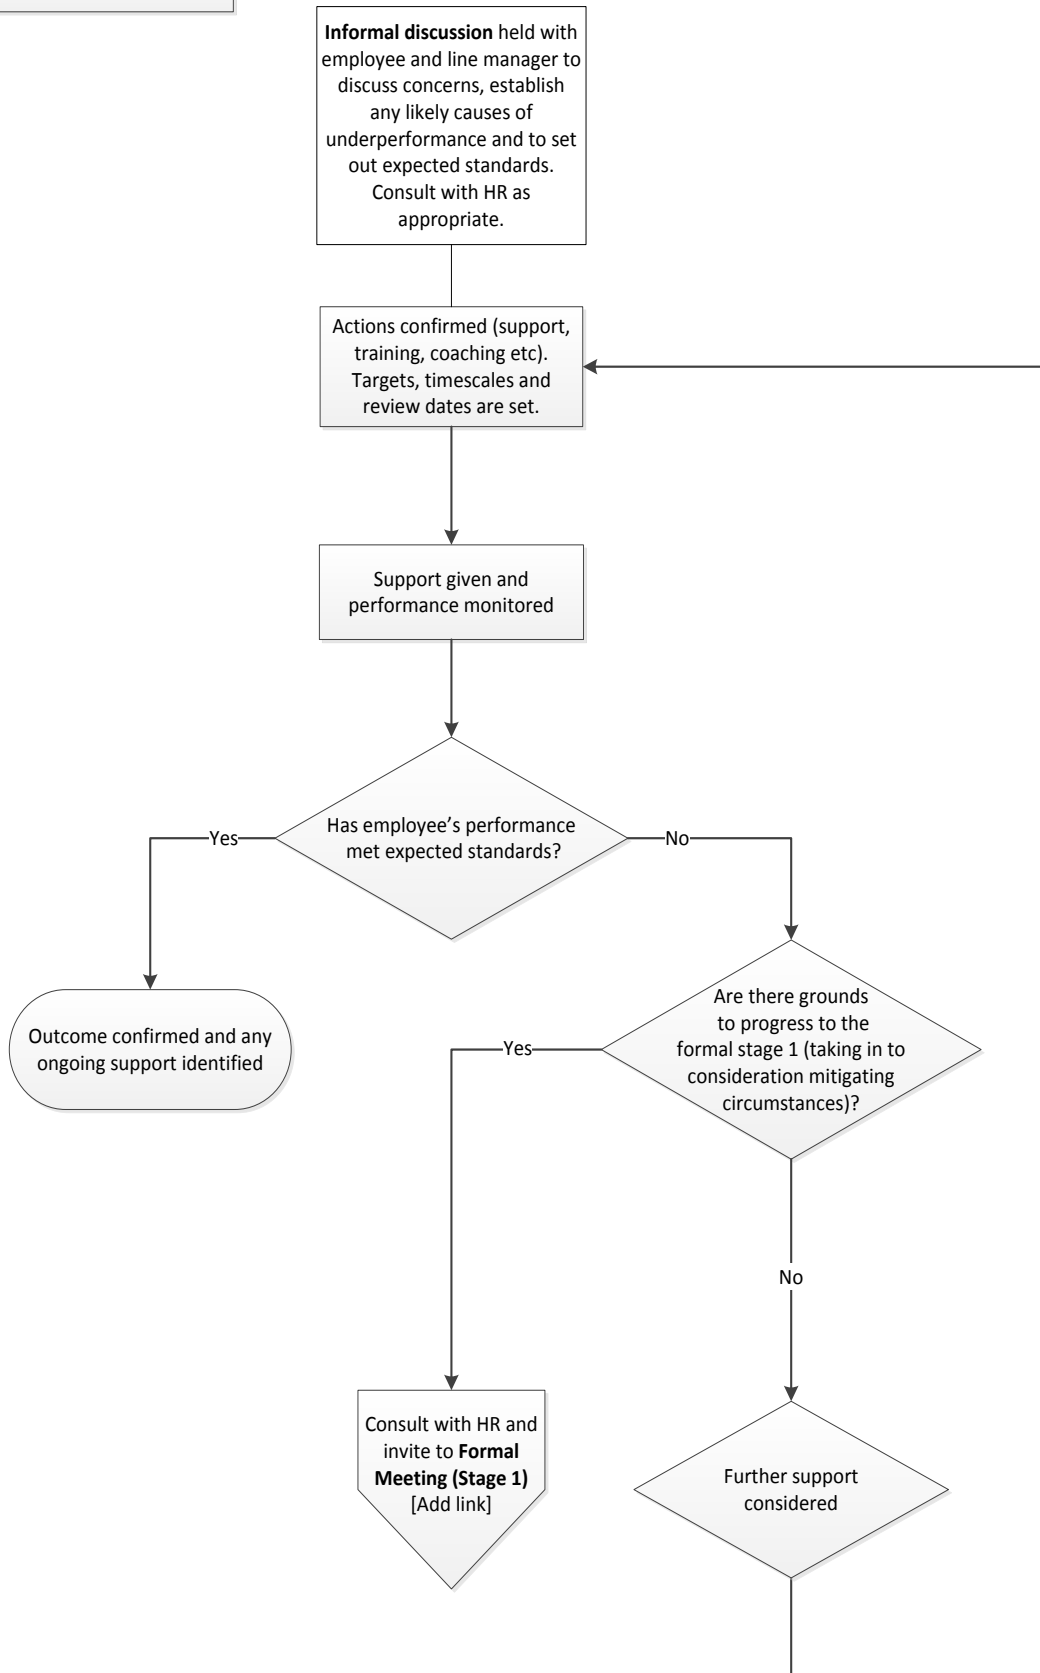 Informal discussion held with
employee and line manager to
discuss concerns, establish
any likely causes of
underperformance and to set
out expected standards.
Consult with HR as
appropriate.
Actions confirmed (support,
training, coaching etc).
Targets, timescales and
review dates are set.
Support given and
performance monitored
Has employee’s performance
met expected standards?
Yes
No
Outcome confirmed and any
ongoing support identified
Are there grounds
to progress to the
formal stage 1 (taking in to
consideration mitigating
circumstances)?
Yes
No
Consult with HR and
invite to Formal
Meeting (Stage 1)
[Add link]
Further support
considered